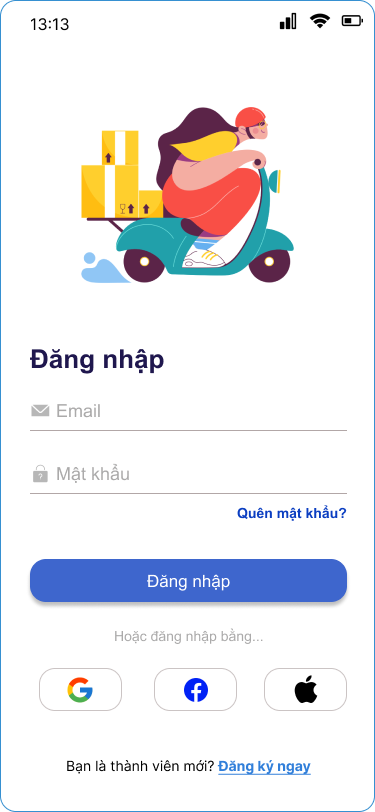 13:13
Đăng nhập
Email
Mật khẩu
Quên mật khẩu?
Đăng nhập
Hoặc đăng nhập bằng...
Bạn là thành viên mới? Đăng ký ngay